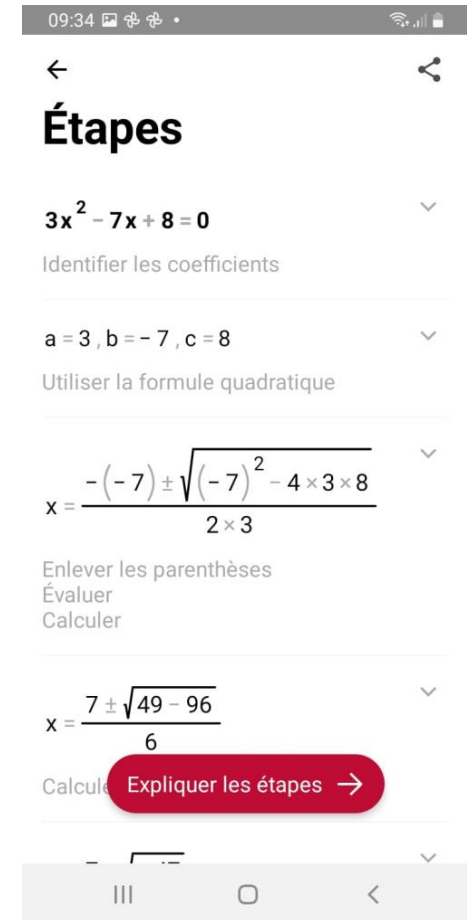 09:34
Étapes
3x² − 7x + 8 = 0
Identifier les coefficients
a = 3 , b = − 7 , c = 8
Utiliser la formule quadratique
x = (−(− 7) ± √((− 7)² − 4 × 3 × 8)) / (2 × 3)
Enlever les parenthèses
Évaluer
Calculer
x = (7 ± √(49 − 96)) / 6
Expliquer les étapes →